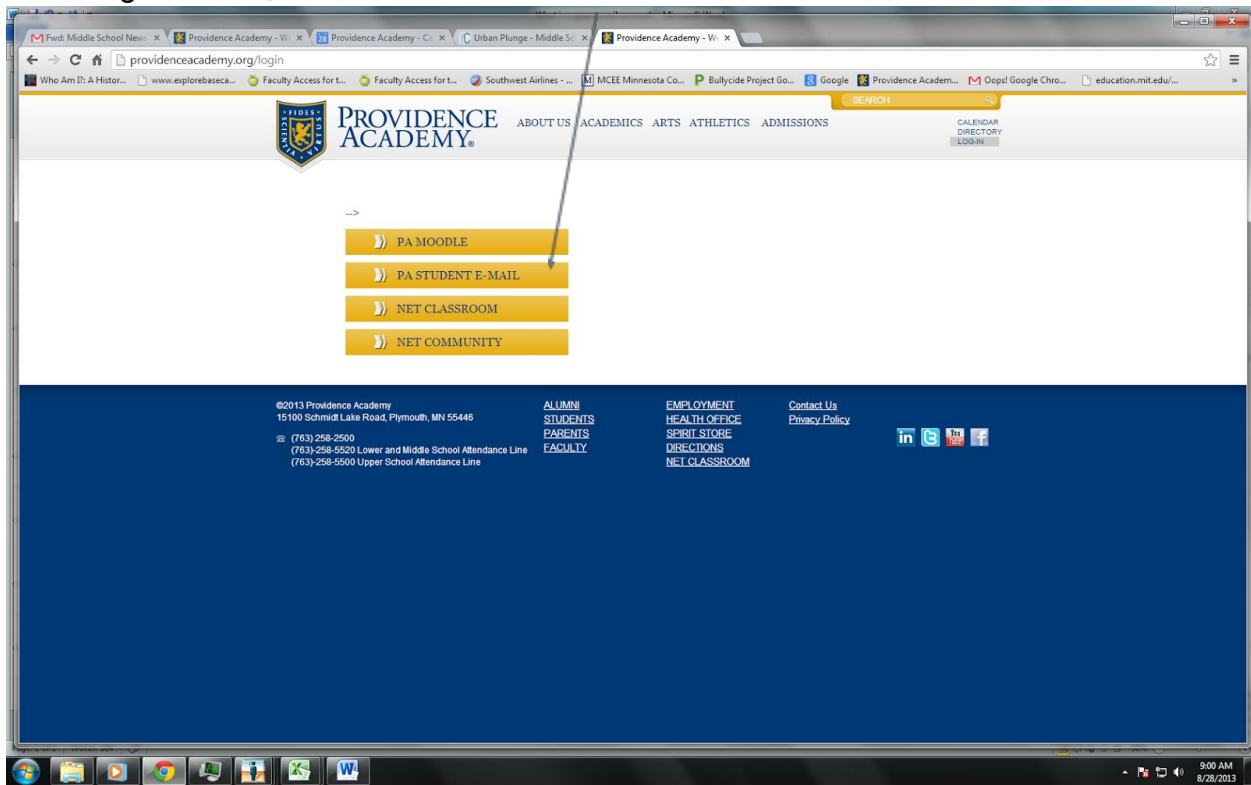 Fwd: Middle School News
Providence Academy - W
Providence Academy - Ca
Urban Plunge - Middle Sc
Providence Academy - W
providenceacademy.org/login
Who Am I?: A Histor...
www.explorebaseca...
Faculty Access for t...
Faculty Access for t...
Southwest Airlines - ...
MCEE Minnesota Co...
Bullycide Project Go...
Google
Providence Academ...
Oops! Google Chro...
education.mit.edu/...
»
SEARCH
FIDES
SCIENTIA
VIRTUS
PROVIDENCE
ACADEMY®
ABOUT US ACADEMICS ARTS ATHLETICS ADMISSIONS
CALENDAR
DIRECTORY
LOG-IN
-->
PA MOODLE
PA STUDENT E-MAIL
NET CLASSROOM
NET COMMUNITY
©2013 Providence Academy
15100 Schmidt Lake Road, Plymouth, MN 55446
(763) 258-2500
(763)-258-5520 Lower and Middle School Attendance Line
(763)-258-5500 Upper School Attendance Line
ALUMNI
STUDENTS
PARENTS
FACULTY
EMPLOYMENT
HEALTH OFFICE
SPIRIT STORE
DIRECTIONS
NET CLASSROOM
Contact Us
Privacy Policy
in
You Tube
f
9:00 AM
8/28/2013